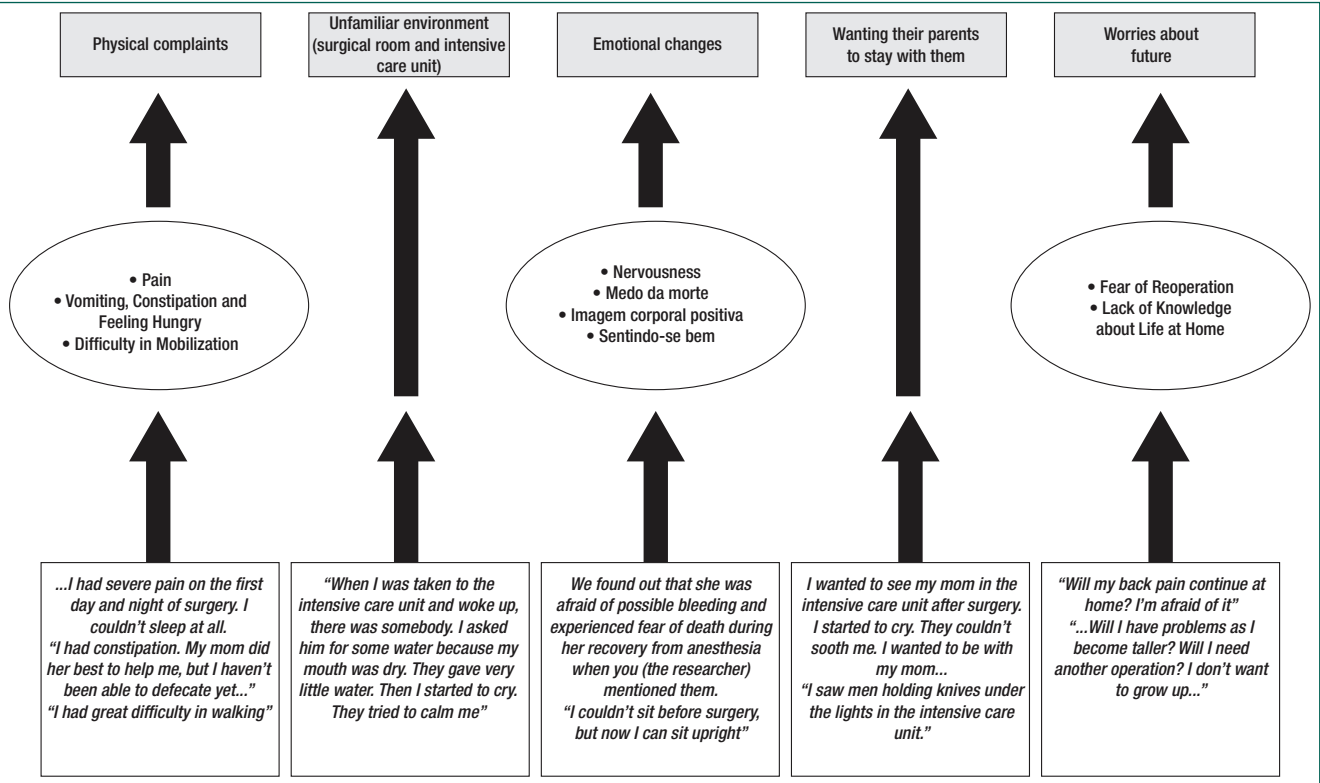 Physical complaints
Unfamiliar environment
(surgical room and intensive
care unit)
Emotional changes
Wanting their parents
to stay with them
Worries about
future
• Pain
• Vomiting, Constipation and
Feeling Hungry
• Difficulty in Mobilization
• Nervousness
• Medo da morte
• Imagem corporal positiva
• Sentindo-se bem
• Fear of Reoperation
• Lack of Knowledge
about Life at Home
...I had severe pain on the first
day and night of surgery. I
couldn't sleep at all.
“I had constipation. My mom did
her best to help me, but I haven't
been able to defecate yet...”
“I had great difficulty in walking”
“When I was taken to the
intensive care unit and woke up,
there was somebody. I asked
him for some water because my
mouth was dry. They gave very
little water. Then I started to cry.
They tried to calm me”
We found out that she was
afraid of possible bleeding and
experienced fear of death during
her recovery from anesthesia
when you (the researcher)
mentioned them.
“I couldn't sit before surgery,
but now I can sit upright”
I wanted to see my mom in the
intensive care unit after surgery.
I started to cry. They couldn't
sooth me. I wanted to be with
my mom...
“I saw men holding knives under
the lights in the intensive care
unit.”
“Will my back pain continue at
home? I'm afraid of it”
“...Will I have problems as I
become taller? Will I need
another operation? I don't want
to grow up...”